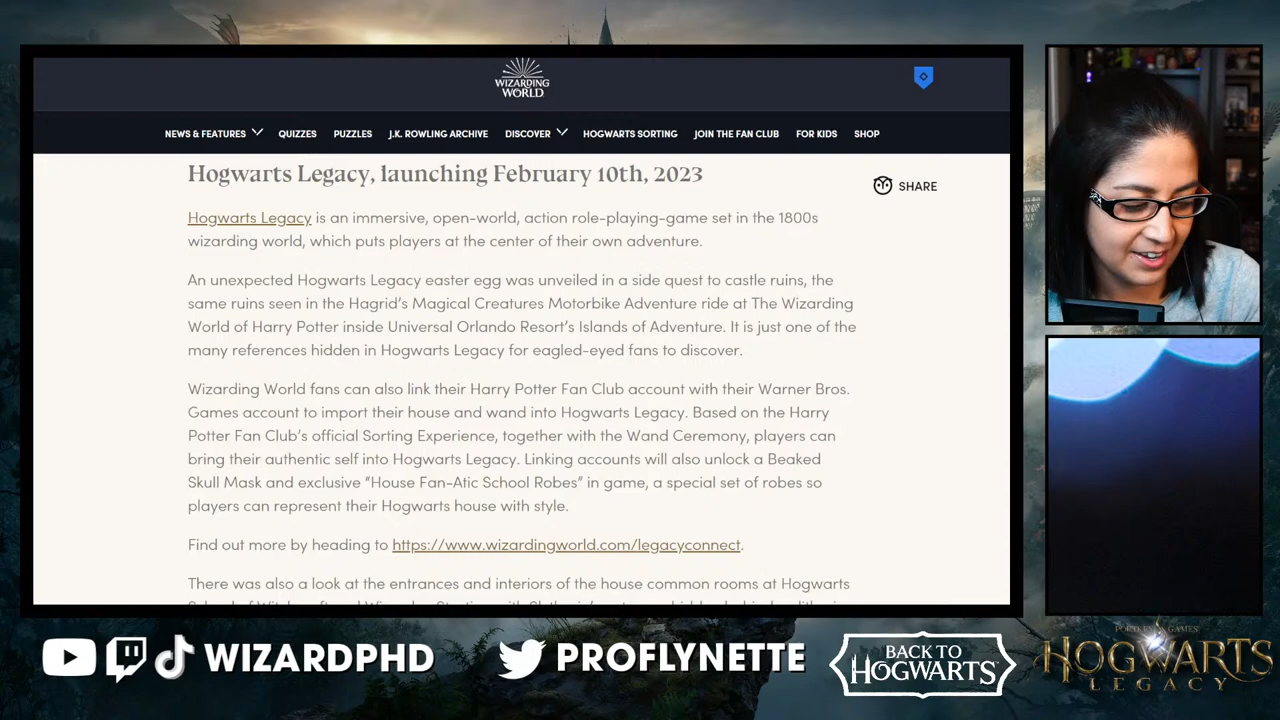 WIZARDING
WORLD
NEWS & FEATURES QUIZZES PUZZLES J.K. ROWLING ARCHIVE DISCOVER HOGWARTS SORTING JOIN THE FAN CLUB FOR KIDS SHOP
Hogwarts Legacy, launching February 10th, 2023
SHARE
Hogwarts Legacy is an immersive, open-world, action role-playing-game set in the 1800s
wizarding world, which puts players at the center of their own adventure.
An unexpected Hogwarts Legacy easter egg was unveiled in a side quest to castle ruins, the
same ruins seen in the Hagrid's Magical Creatures Motorbike Adventure ride at The Wizarding
World of Harry Potter inside Universal Orlando Resort's Islands of Adventure. It is just one of the
many references hidden in Hogwarts Legacy for eagled-eyed fans to discover.
Wizarding World fans can also link their Harry Potter Fan Club account with their Warner Bros.
Games account to import their house and wand into Hogwarts Legacy. Based on the Harry
Potter Fan Club's official Sorting Experience, together with the Wand Ceremony, players can
bring their authentic self into Hogwarts Legacy. Linking accounts will also unlock a Beaked
Skull Mask and exclusive "House Fan-Atic School Robes" in game, a special set of robes so
players can represent their Hogwarts house with style.
Find out more by heading to https://www.wizardingworld.com/legacyconnect.
There was also a look at the entrances and interiors of the house common rooms at Hogwarts
WIZARDPHD
PROFLYNETTE
BACK TO
HOGWARTS
HOGWARTS
LEGACY